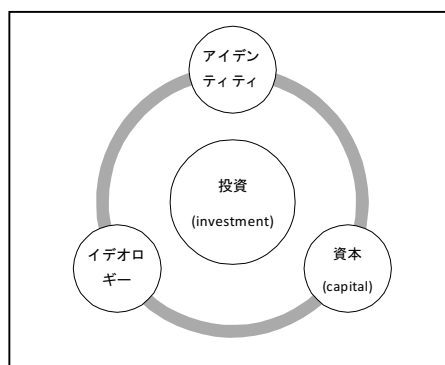 アイデン
ティティ
投資
(investment)
イデオロ
ギー
資本
(capital)